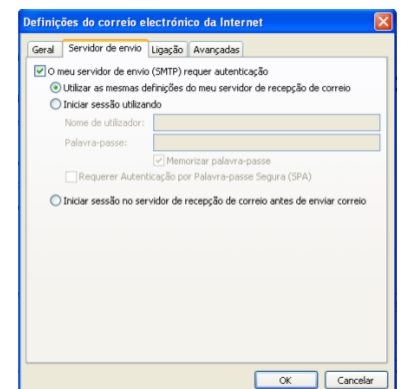 Definições do correio electrónico da Internet
Geral Servidor de envio Ligação Avançadas
O meu servidor de envio (SMTP) requer autenticação
Utilizar as mesmas definições do meu servidor de recepção de correio
Iniciar sessão utilizando
Nome de utilizador:
Palavra-passe:
Memorizar palavra-passe
Requerer Autenticação por Palavra-passe Segura (SPA)
Iniciar sessão no servidor de recepção de correio antes de enviar correio
OK Cancelar